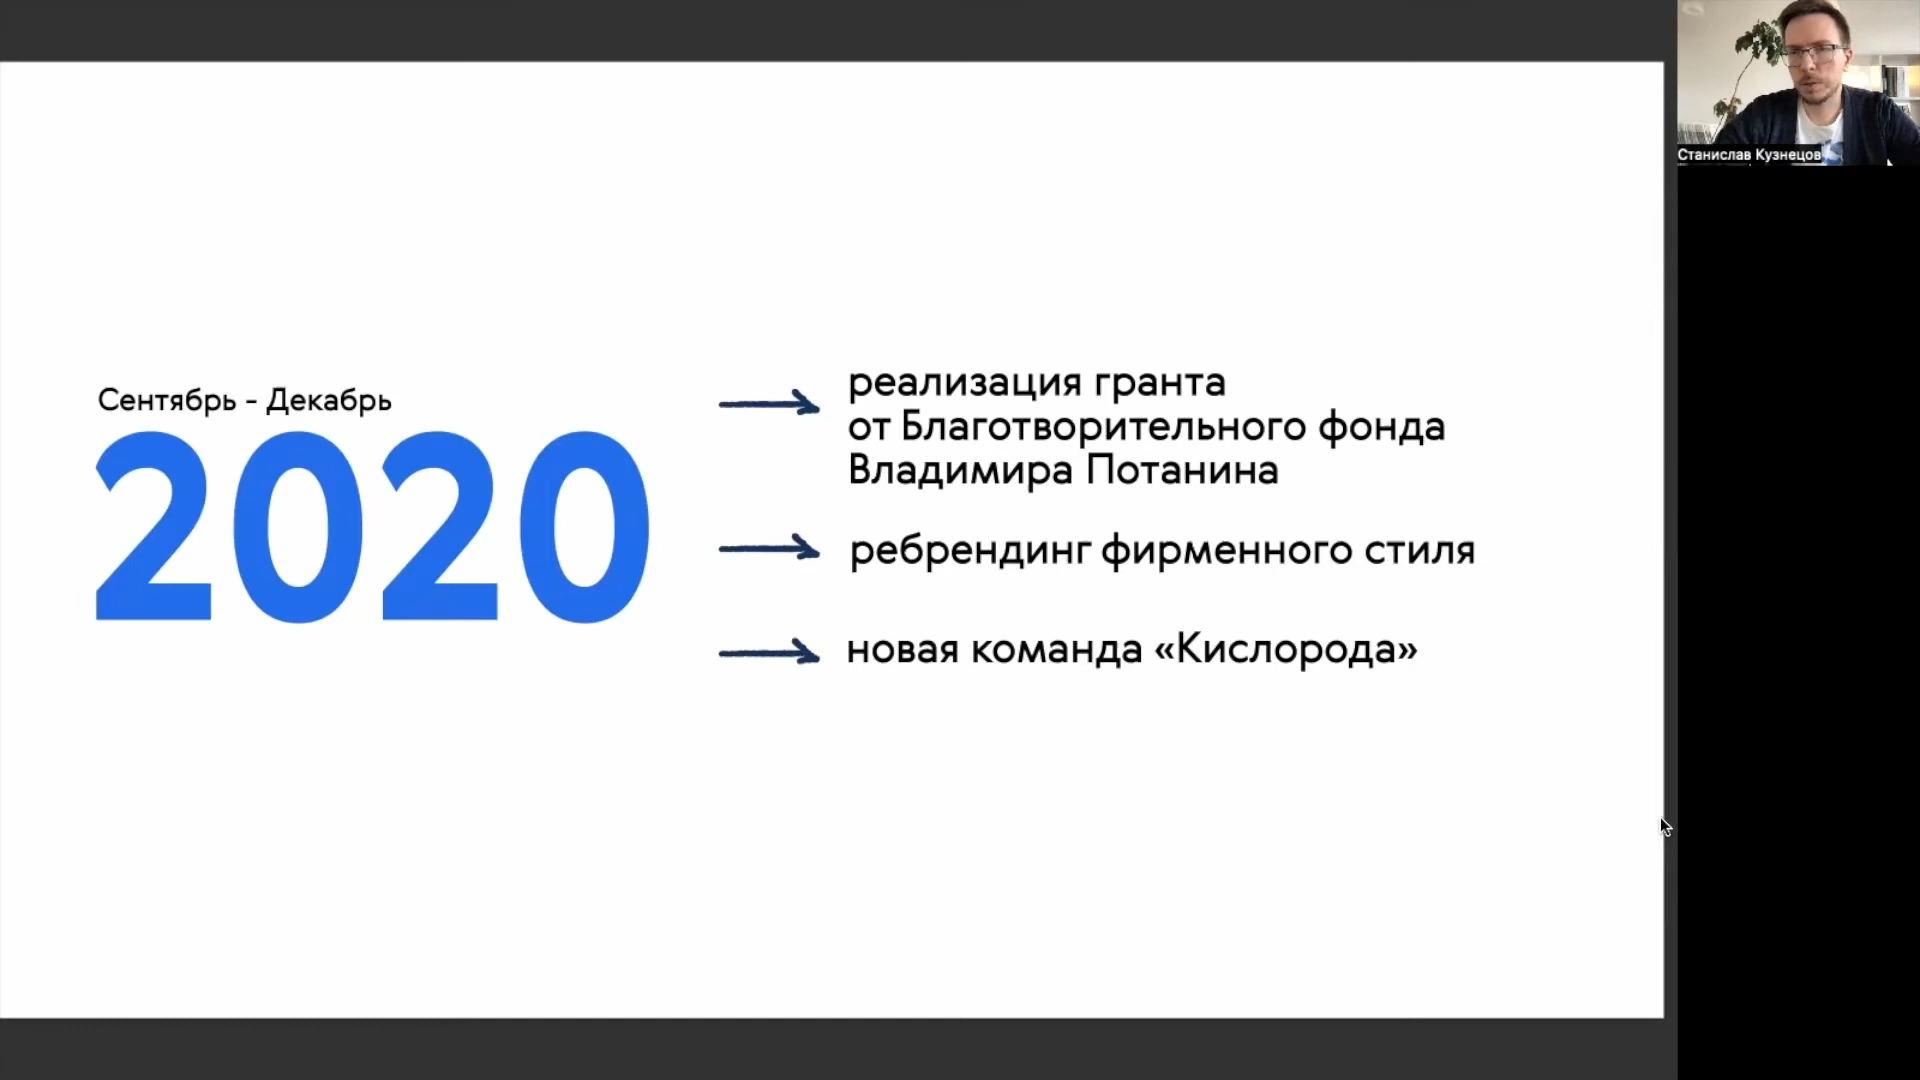 Сентябрь - Декабрь
2020
реализация гранта
от Благотворительного фонда
Владимира Потанина
ребрендинг фирменного стиля
новая команда «Кислорода»
Станислав Кузнецов